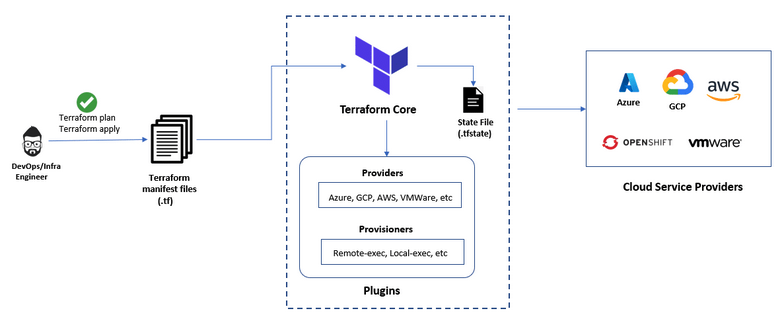 Terraform plan
Terraform apply
DevOps/Infra
Engineer
Terraform
manifest files
(.tf)
Terraform Core
State File
(.tfstate)
Providers
Azure, GCP, AWS, VMWare, etc
Provisioners
Remote-exec, Local-exec, etc
Plugins
Azure
GCP
aws
OPENSHIFT
vmware
Cloud Service Providers